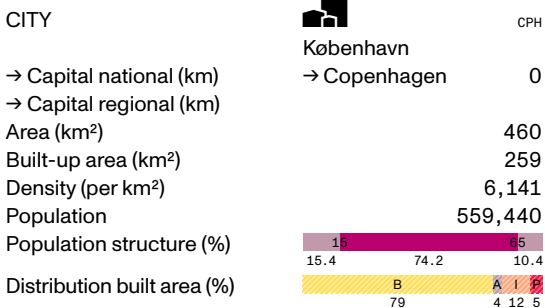 CITY CPH
København
→ Capital national (km) → Copenhagen 0
→ Capital regional (km)
Area (km²) 460
Built-up area (km²) 259
Density (per km²) 6,141
Population 559,440
Population structure (%) 15 65
15.4 74.2 10.4
Distribution built area (%) B A I P
79 4 12 5